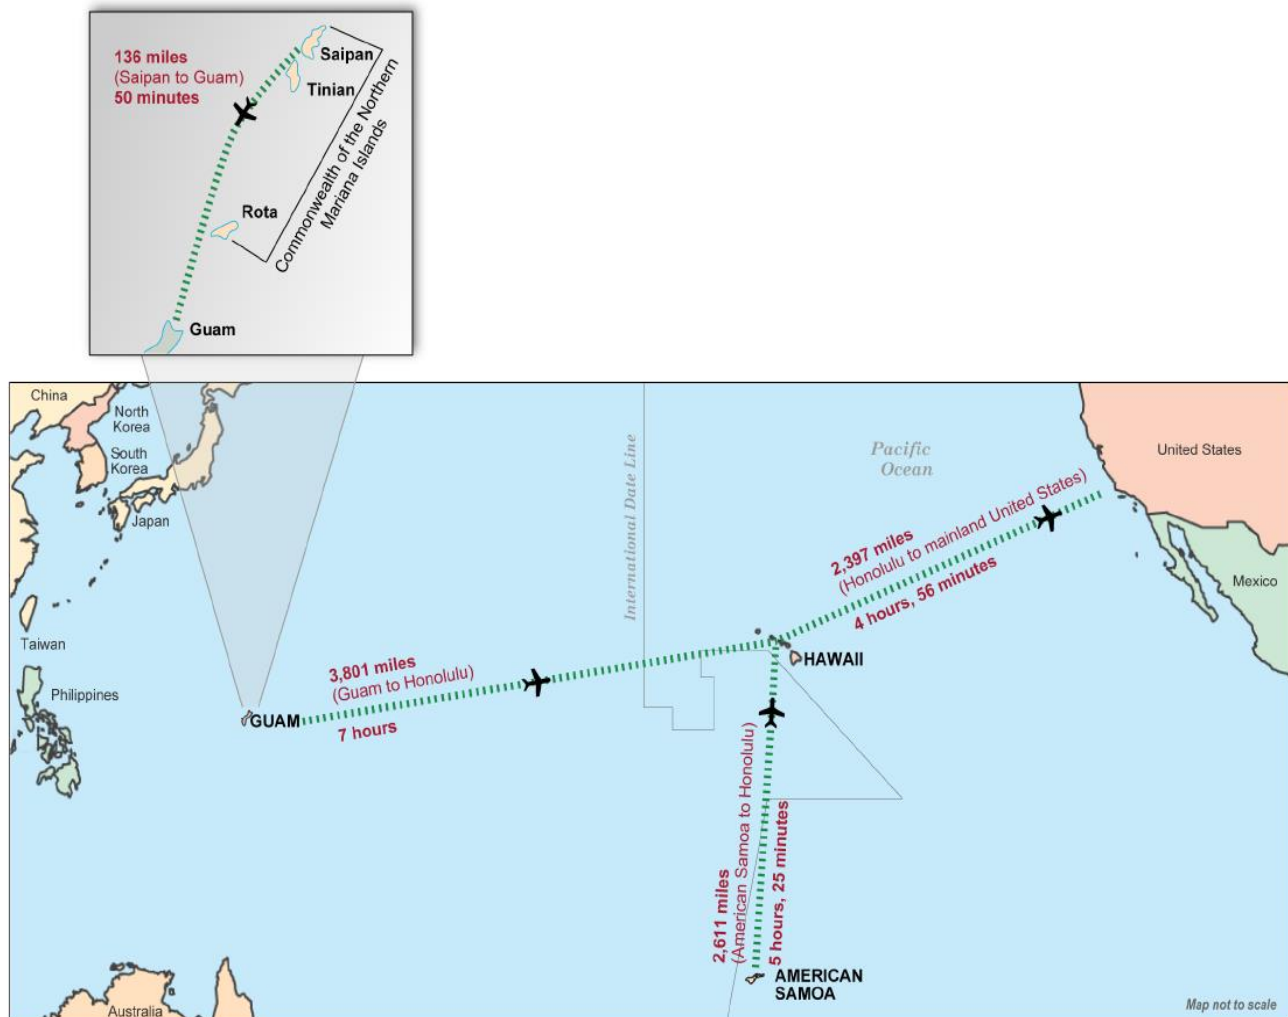 136 miles
(Saipan to Guam)
50 minutes
Saipan
Tinian
Commonwealth of the Northern
Mariana Islands
Rota
Guam
China
North
Korea
South
Korea
Japan
Taiwan
Philippines
International Date Line
Pacific
Ocean
United States
Mexico
2,397 miles
(Honolulu to mainland United States)
4 hours, 56 minutes
HAWAII
3,801 miles
(Guam to Honolulu)
7 hours
GUAM
2,611 miles
(American Samoa to Honolulu)
5 hours, 25 minutes
AMERICAN
SAMOA
Australia
Map not to scale